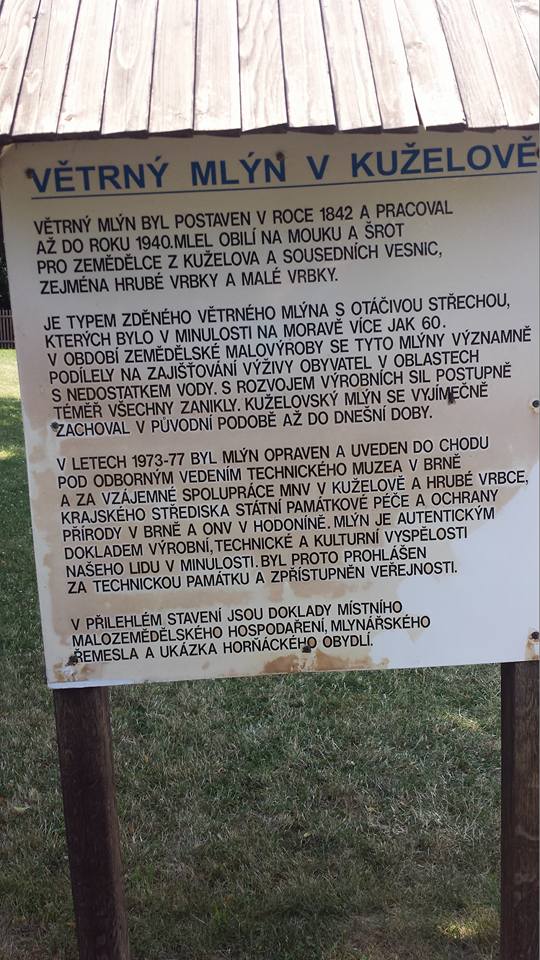 VĚTRNÝ MLÝN V KUŽELOVĚ
VĚTRNÝ MLÝN BYL POSTAVEN V ROCE 1842 A PRACOVAL
AŽ DO ROKU 1940.MLEL OBILÍ NA MOUKU A ŠROT
PRO ZEMĚDĚLCE Z KUŽELOVA A SOUSEDNÍCH VESNIC,
ZEJMÉNA HRUBÉ VRBKY A MALÉ VRBKY.
JE TYPEM ZDĚNÉHO VĚTRNÉHO MLÝNA S OTÁČIVOU STŘECHOU,
KTERÝCH BYLO V MINULOSTI NA MORAVĚ VÍCE JAK 60.
V OBDOBÍ ZEMĚDĚLSKÉ MALOVÝROBY SE TYTO MLÝNY VÝZNAMNĚ
PODÍLELY NA ZAJIŠŤOVÁNÍ VÝŽIVY OBYVATEL V OBLASTECH
S NEDOSTATKEM VODY. S ROZVOJEM VÝROBNÍCH SIL POSTUPNĚ
TÉMĚŘ VŠECHNY ZANIKLY. KUŽELOVSKÝ MLÝN SE VYJÍMEČNĚ
ZACHOVAL V PŮVODNÍ PODOBĚ AŽ DO DNEŠNÍ DOBY.
V LETECH 1973-77 BYL MLÝN OPRAVEN A UVEDEN DO CHODU
POD ODBORNÝM VEDENÍM TECHNICKÉHO MUZEA V BRNĚ
A ZA VZÁJEMNÉ SPOLUPRÁCE MNV V KUŽELOVĚ A HRUBÉ VRBCE,
KRAJSKÉHO STŘEDISKA STÁTNÍ PAMÁTKOVÉ PÉČE A OCHRANY
PŘÍRODY V BRNĚ A ONV V HODONÍNĚ. MLÝN JE AUTENTICKÝM
DOKLADEM VÝROBNÍ, TECHNICKÉ A KULTURNÍ VYSPĚLOSTI
NAŠEHO LIDU V MINULOSTI. BYL PROTO PROHLÁŠEN
ZA TECHNICKOU PAMÁTKU A ZPŘÍSTUPNĚN VEŘEJNOSTI.
V PŘILEHLÉM STAVENÍ JSOU DOKLADY MÍSTNÍHO
MALOZEMĚDĚLSKÉHO HOSPODAŘENÍ, MLYNÁŘSKÉHO
ŘEMESLA A UKÁZKA HORŇÁCKÉHO OBYDLÍ.